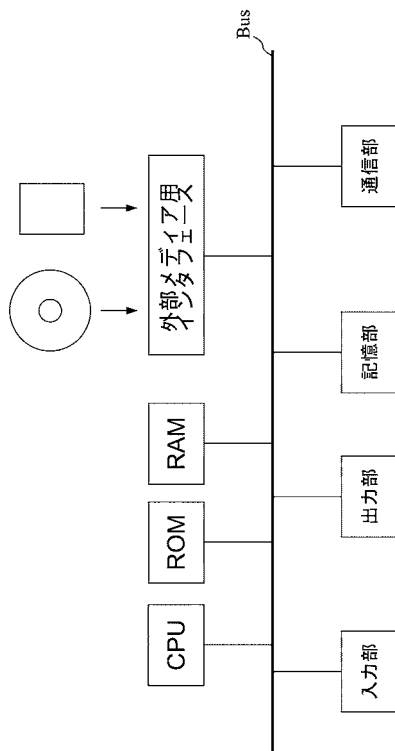 CPU
ROM
RAM
外部メディア用
インタフェース
Bus
入力部
出力部
記憶部
通信部